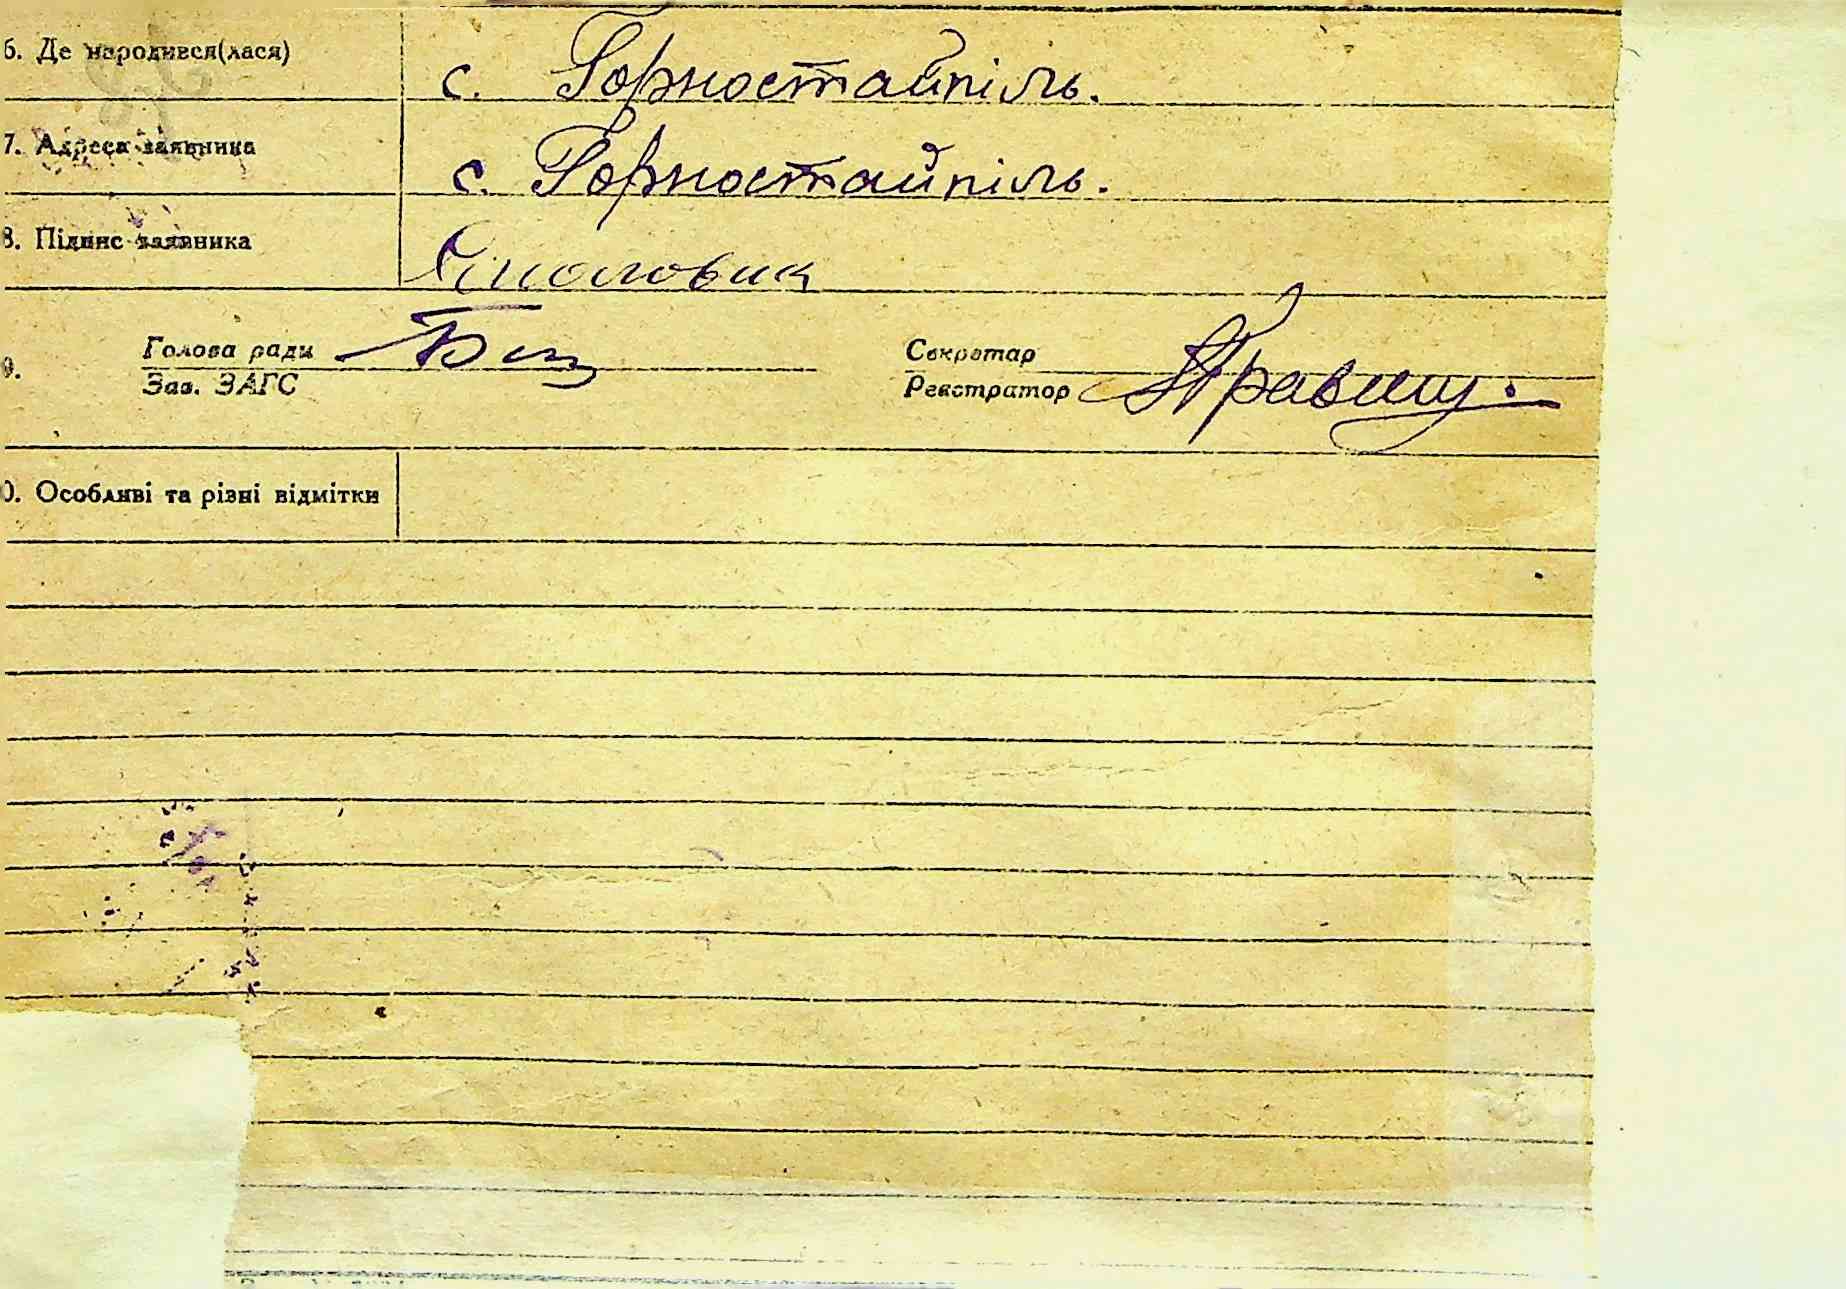 6. Де народився(лася) с. Горностайпіль.
7. Адреса заявника с. Горностайпіль.
8. Підпис заявника
Голова ради Секретар
9.
Зав. ЗАГС Реєстратор
0. Особливі та різні відмітки